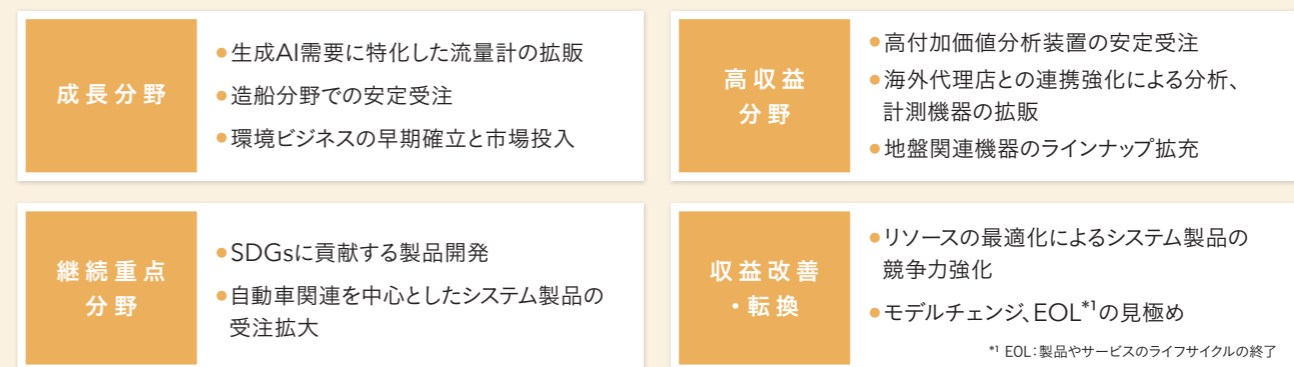 成長分野
●生成AI需要に特化した流量計の拡販
●造船分野での安定受注
●環境ビジネスの早期確立と市場投入
高収益
分野
●高付加価値分析装置の安定受注
●海外代理店との連携強化による分析、
計測機器の拡販
●地盤関連機器のラインナップ拡充
継続重点
分野
●SDGsに貢献する製品開発
●自動車関連を中心としたシステム製品の
受注拡大
収益改善
・転換
●リソースの最適化によるシステム製品の
競争力強化
●モデルチェンジ、EOL*1の見極め
*1 EOL：製品やサービスのライフサイクルの終了